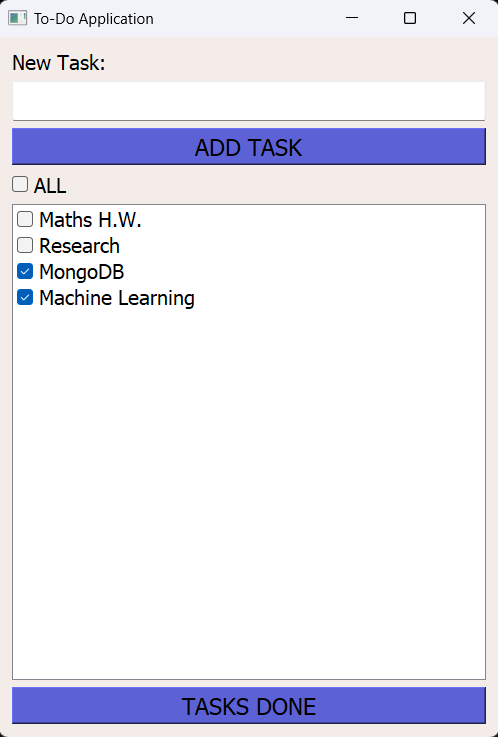 To-Do Application
New Task:
ADD TASK
ALL
Maths H.W.
Research
MongoDB
Machine Learning
TASKS DONE